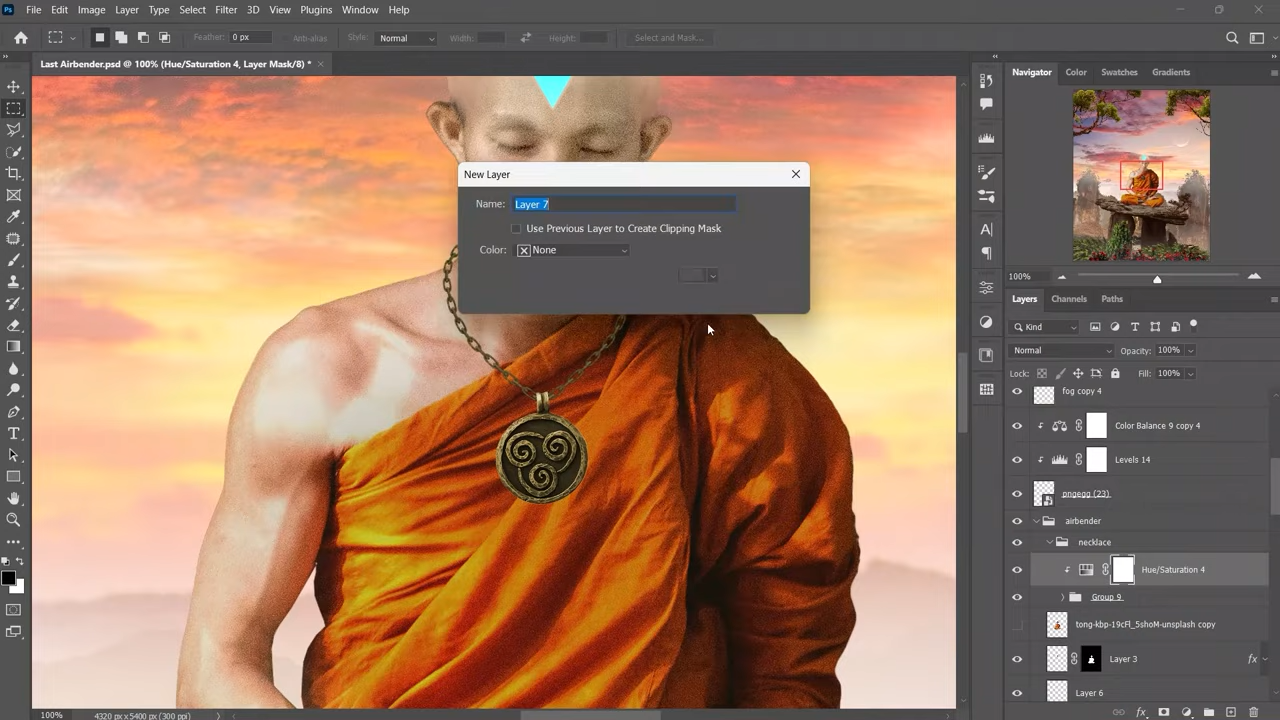 Ps File Edit Image Layer Type Select Filter 3D View Plugins Window Help
Feather: 0 px Anti-alias Style: Normal Width: Height: Select and Mask...
Last Airbender.psd @ 100% (Hue/Saturation 4, Layer Mask/8) *
Navigator Color Swatches Gradients
New Layer
Name: Layer 7
Use Previous Layer to Create Clipping Mask
Color: None
100%
Layers Channels Paths
Kind
Normal Opacity: 100%
Lock: Fill: 100%
fog copy 4
Color Balance 9 copy 4
Levels 14
pngegg (23)
airbender
necklace
Hue/Saturation 4
Group 9
tong-kbp-19cFl_5shoM-unsplash copy
Layer 3 fx
Layer 6
100% 4320 px x 5400 px (300 ppi)
fx